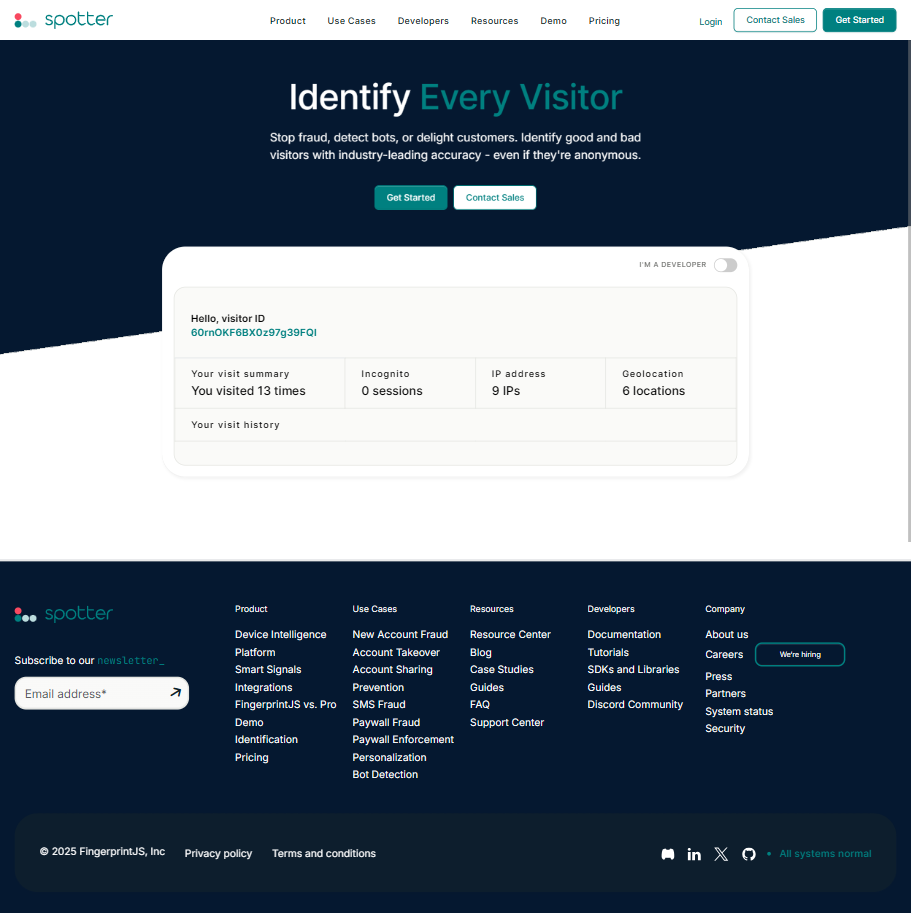 spotter
Product Use Cases Developers Resources Demo Pricing Login Contact Sales Get Started
Identify Every Visitor
Stop fraud, detect bots, or delight customers. Identify good and bad
visitors with industry-leading accuracy - even if they're anonymous.
Get Started Contact Sales
I'M A DEVELOPER
Hello, visitor ID
60rnOKF6BX0z97g39FQI
Your visit summary
You visited 13 times
Incognito
0 sessions
IP address
9 IPs
Geolocation
6 locations
Your visit history
spotter
Subscribe to our newsletter_
Email address*
Product
Device Intelligence
Platform
Smart Signals
Integrations
FingerprintJS vs. Pro
Demo
Identification
Pricing
Use Cases
New Account Fraud
Account Takeover
Account Sharing
Prevention
SMS Fraud
Paywall Fraud
Paywall Enforcement
Personalization
Bot Detection
Resources
Resource Center
Blog
Case Studies
Guides
FAQ
Support Center
Developers
Documentation
Tutorials
SDKs and Libraries
Guides
Discord Community
Company
About us
Careers We're hiring
Press
Partners
System status
Security
© 2025 FingerprintJS, Inc Privacy policy Terms and conditions
• All systems normal